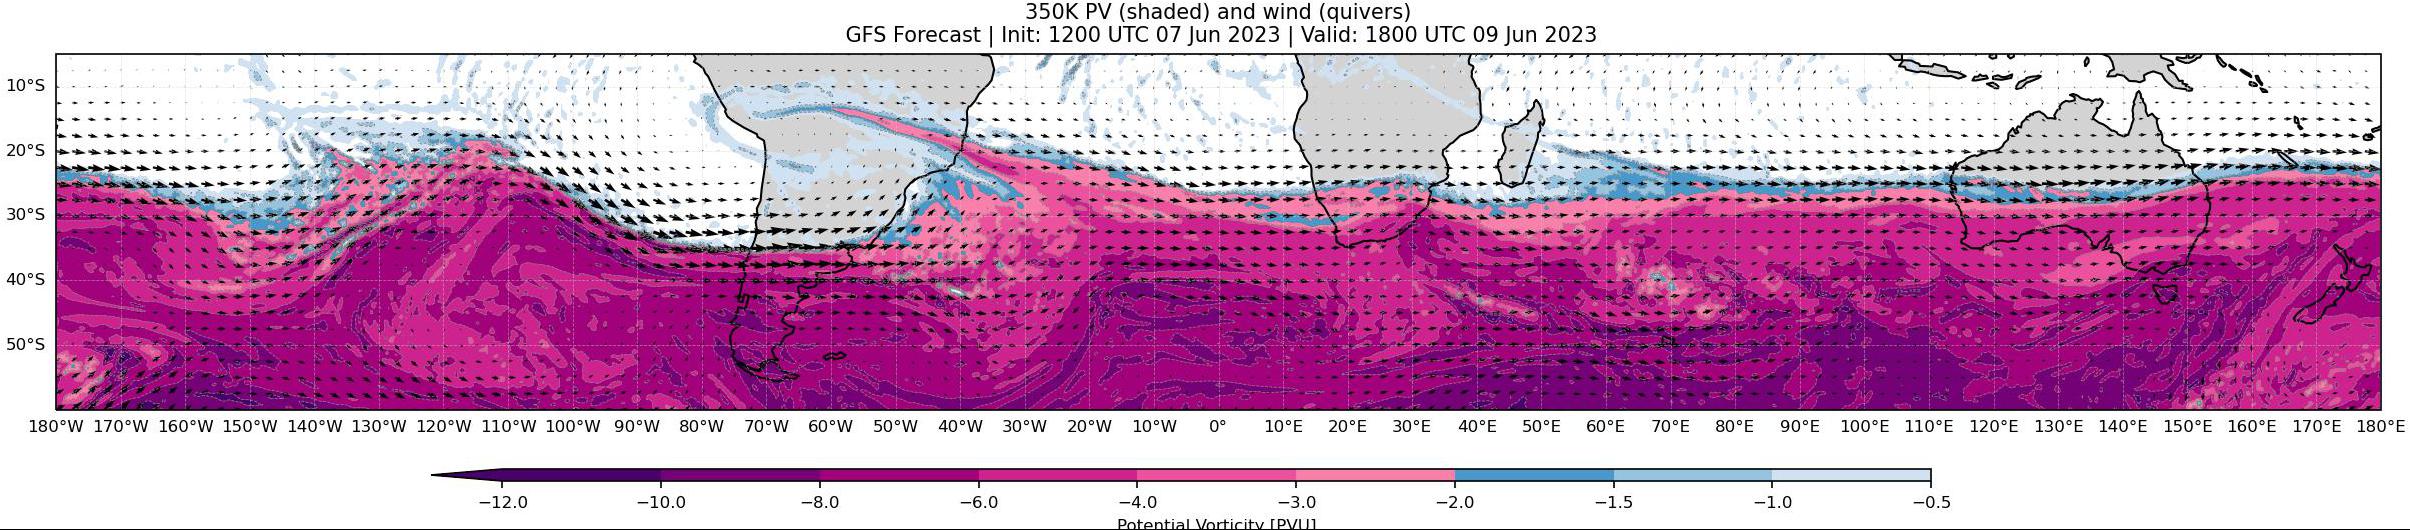 350K PV (shaded) and wind (quivers)
GFS Forecast | Init: 1200 UTC 07 Jun 2023 | Valid: 1800 UTC 09 Jun 2023
10°S
20°S
30°S
40°S
50°S
180°W 170°W 160°W 150°W 140°W 130°W 120°W 110°W 100°W 90°W 80°W 70°W 60°W 50°W 40°W 30°W 20°W 10°W 0° 10°E 20°E 30°E 40°E 50°E 60°E 70°E 80°E 90°E 100°E 110°E 120°E 130°E 140°E 150°E 160°E 170°E 180°E
−12.0 −10.0 −8.0 −6.0 −4.0 −3.0 −2.0 −1.5 −1.0 −0.5
Potential Vorticity [PVU]